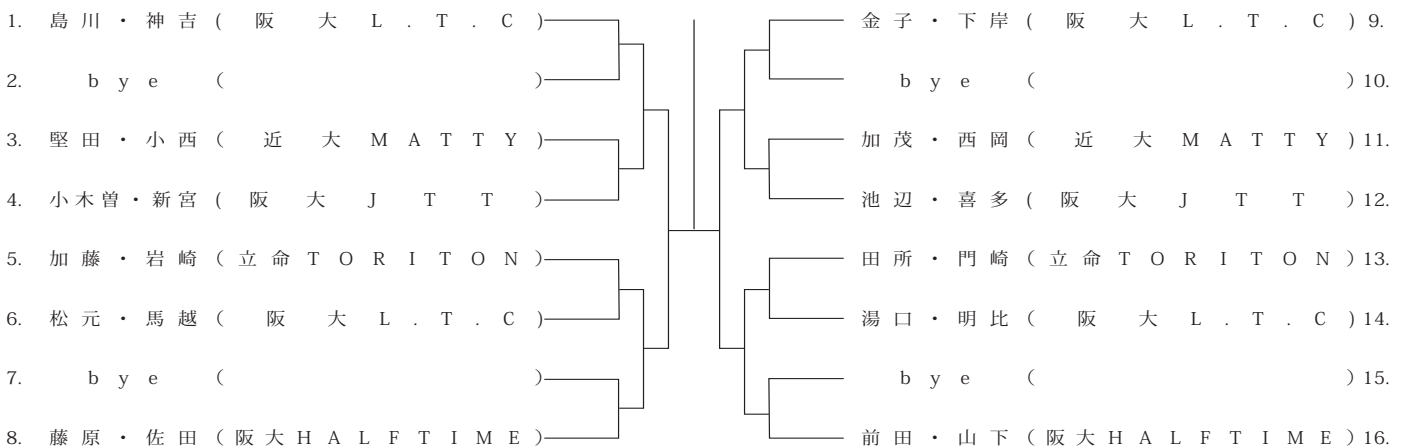 1. 島川・神吉(阪大L.T.C)
2. bye ( )
3. 堅田・小西(近大MATTY)
4. 小木曽・新宮(阪大JTT)
5. 加藤・岩崎(立命TORITON)
6. 松元・馬越(阪大L.T.C)
7. bye ( )
8. 藤原・佐田(阪大HALFTIME)
金子・下岸(阪大L.T.C) 9.
bye ( ) 10.
加茂・西岡(近大MATTY) 11.
池辺・喜多(阪大JTT) 12.
田所・門崎(立命TORITON) 13.
湯口・明比(阪大L.T.C) 14.
bye ( ) 15.
前田・山下(阪大HALFTIME) 16.